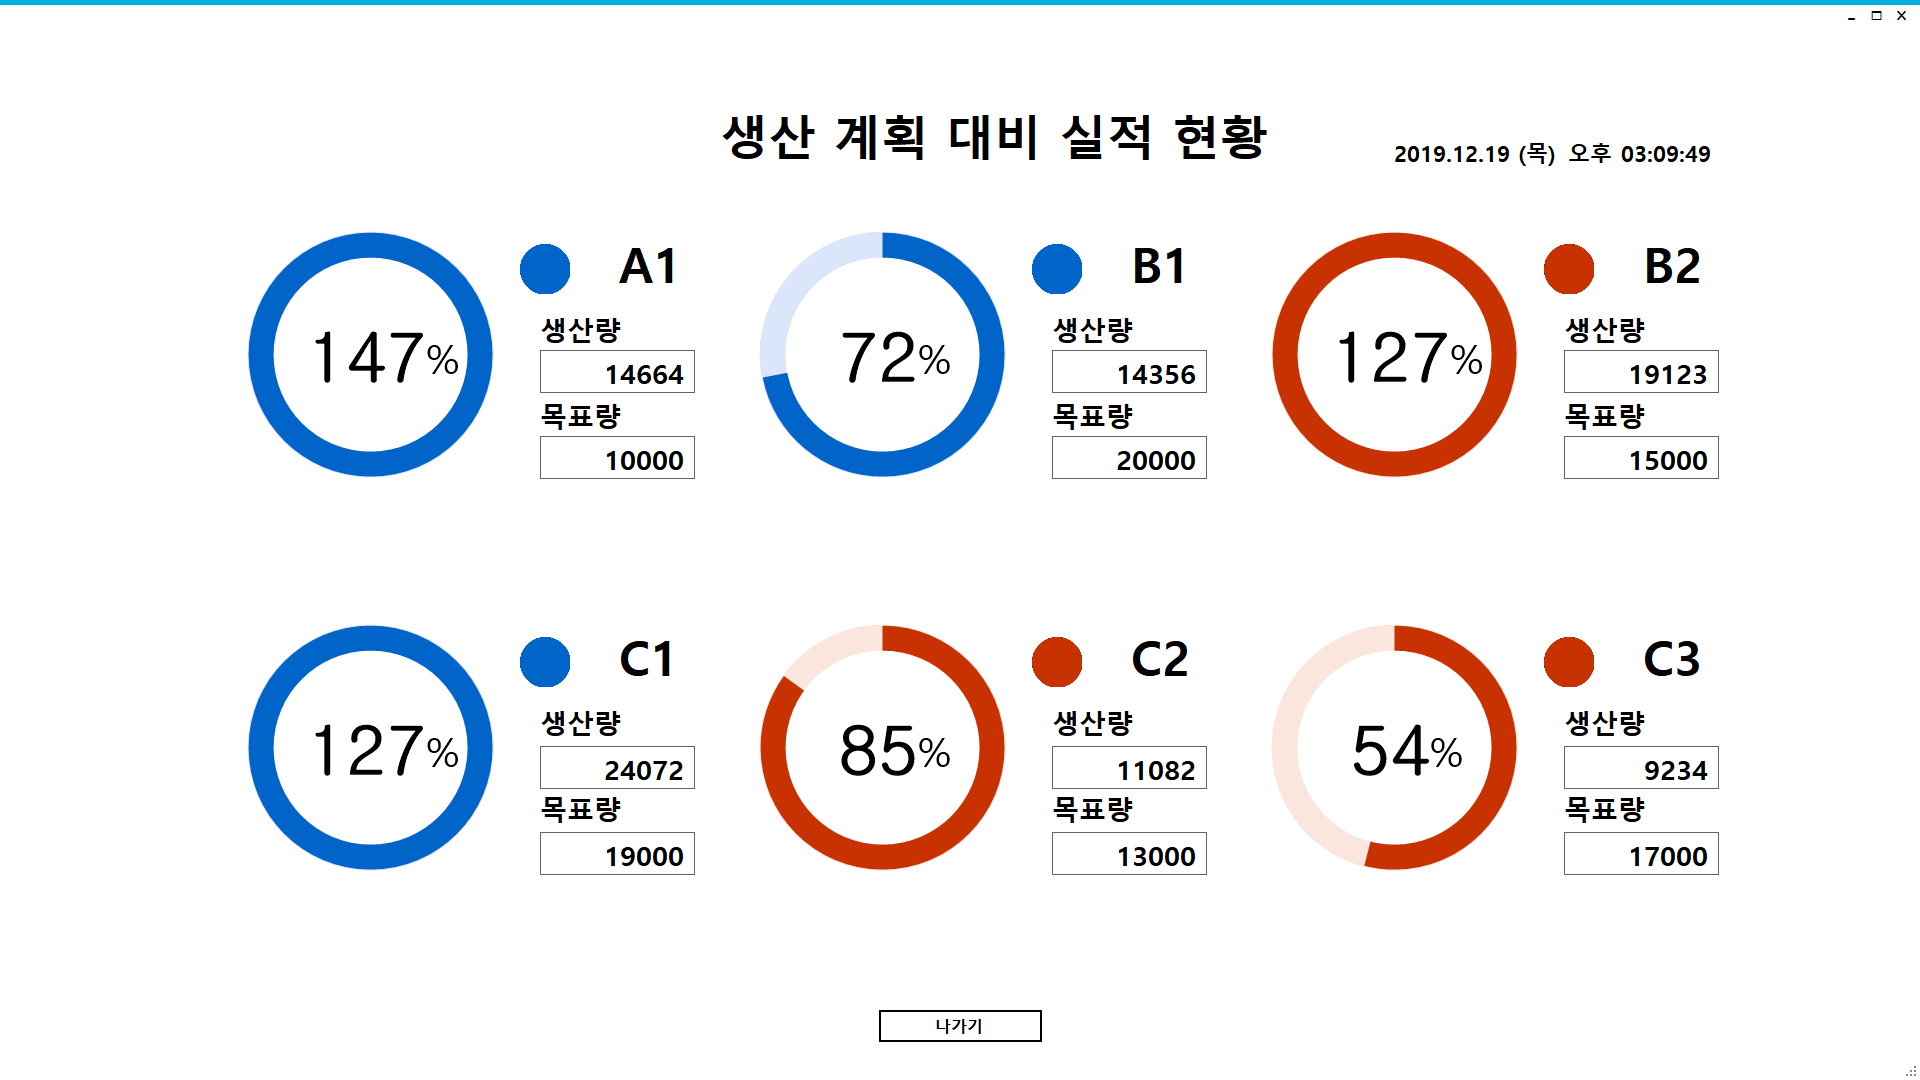 생산 계획 대비 실적 현황
2019.12.19 (목) 오후 03:09:49
147%
A1
생산량
14664
목표량
10000
72%
B1
생산량
14356
목표량
20000
127%
B2
생산량
19123
목표량
15000
127%
C1
생산량
24072
목표량
19000
85%
C2
생산량
11082
목표량
13000
54%
C3
생산량
9234
목표량
17000
나가기